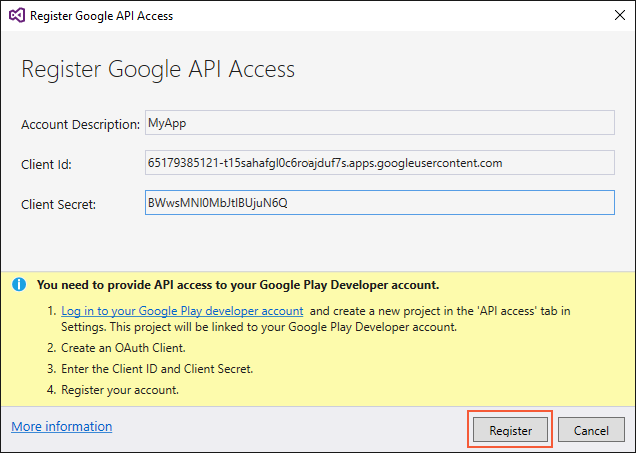 Register Google API Access
Register Google API Access
Account Description: MyApp
Client Id: 65179385121-t15sahafgl0c6roajduf7s.apps.googleusercontent.com
Client Secret: BWwsMNI0MbJtlBUjuN6Q
You need to provide API access to your Google Play Developer account.
1. Log in to your Google Play developer account and create a new project in the 'API access' tab in
Settings. This project will be linked to your Google Play Developer account.
2. Create an OAuth Client.
3. Enter the Client ID and Client Secret.
4. Register your account.
More information Register Cancel